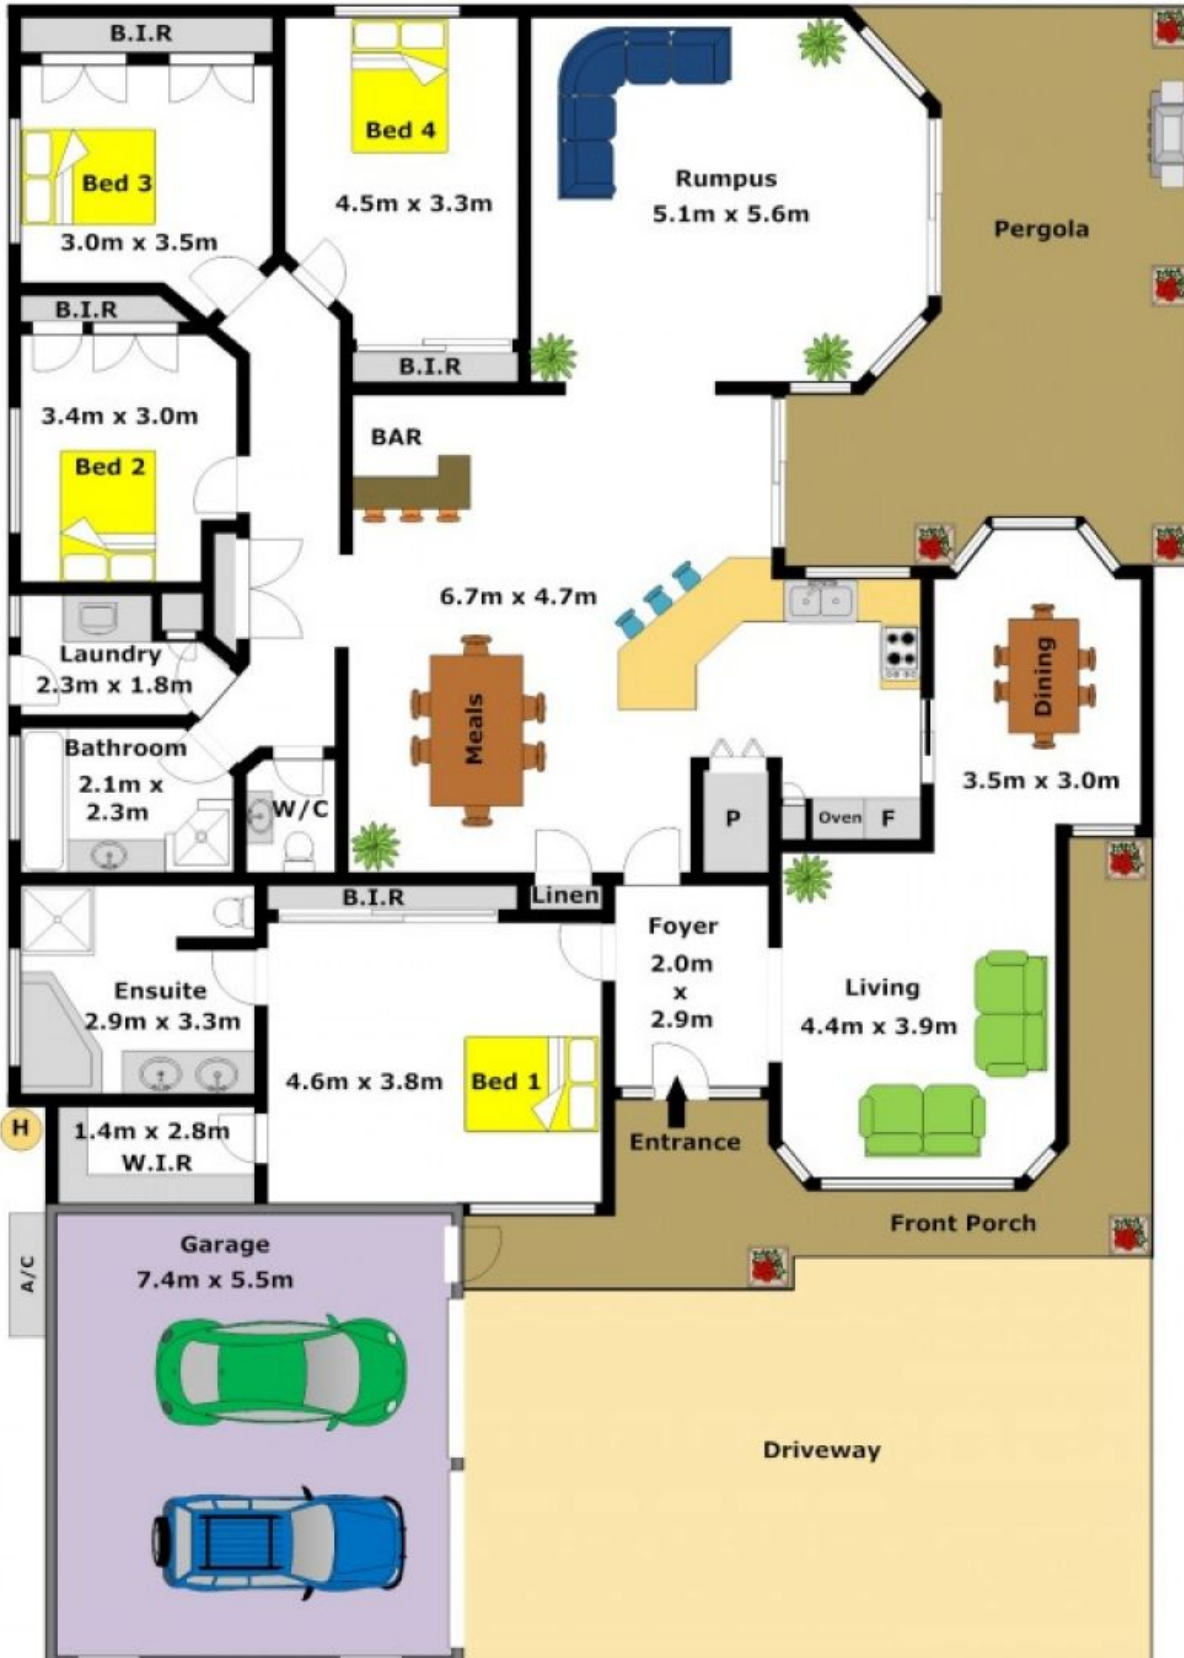 B.I.R
Bed 3
3.0m x 3.5m
Bed 4
4.5m x 3.3m
B.I.R
Rumpus
5.1m x 5.6m
Pergola
B.I.R
3.4m x 3.0m
Bed 2
BAR
6.7m x 4.7m
Meals
Dining
3.5m x 3.0m
Laundry
2.3m x 1.8m
Bathroom
2.1m x
2.3m
W/C
P
Oven
F
B.I.R
Linen
Foyer
2.0m
x
2.9m
Living
4.4m x 3.9m
Ensuite
2.9m x 3.3m
4.6m x 3.8m
Bed 1
H
1.4m x 2.8m
W.I.R
Entrance
Front Porch
A/C
Garage
7.4m x 5.5m
Driveway